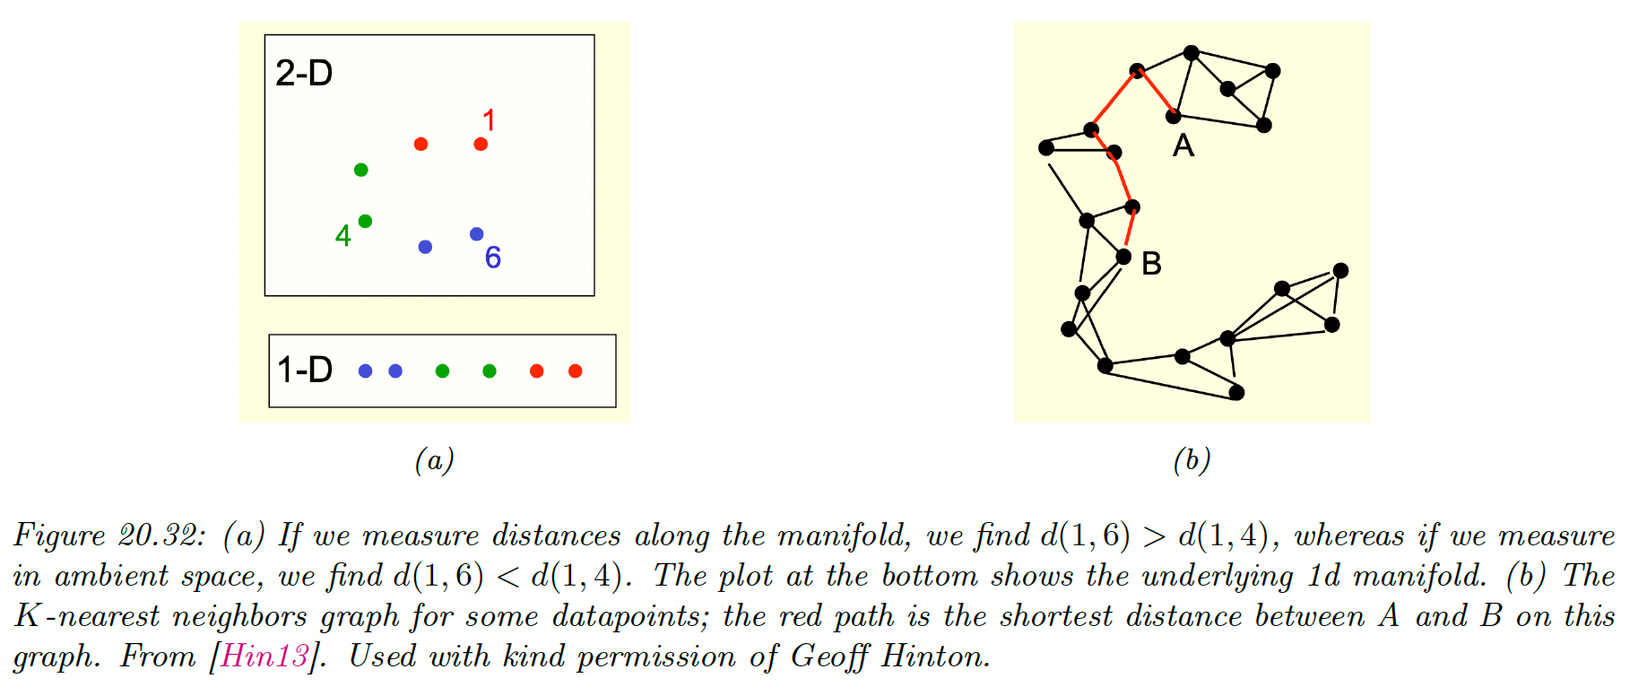 2-D
1
4
6
1-D
A
B
(a)
(b)
Figure 20.32: (a) If we measure distances along the manifold, we find d(1, 6) > d(1, 4), whereas if we measure
in ambient space, we find d(1, 6) < d(1, 4). The plot at the bottom shows the underlying 1d manifold. (b) The
K-nearest neighbors graph for some datapoints; the red path is the shortest distance between A and B on this
graph. From [Hin13]. Used with kind permission of Geoff Hinton.